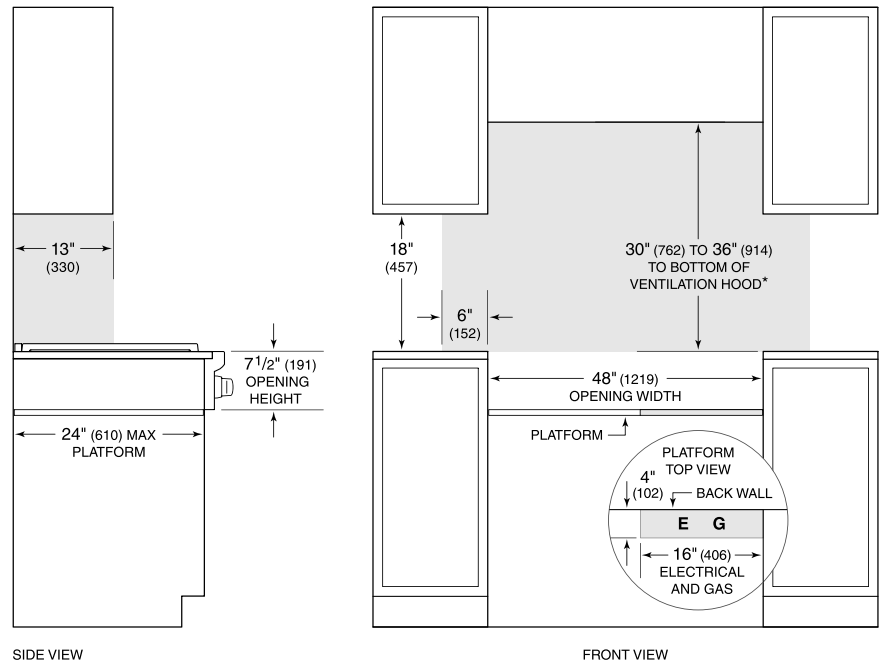 13"
(330)
7 1/2" (191)
OPENING
HEIGHT
24" (610) MAX
PLATFORM
SIDE VIEW
18"
(457)
30" (762) TO 36" (914)
TO BOTTOM OF
VENTILATION HOOD*
6"
(152)
48" (1219)
OPENING WIDTH
PLATFORM
PLATFORM
TOP VIEW
4"
(102)
BACK WALL
E G
16" (406)
ELECTRICAL
AND GAS
FRONT VIEW